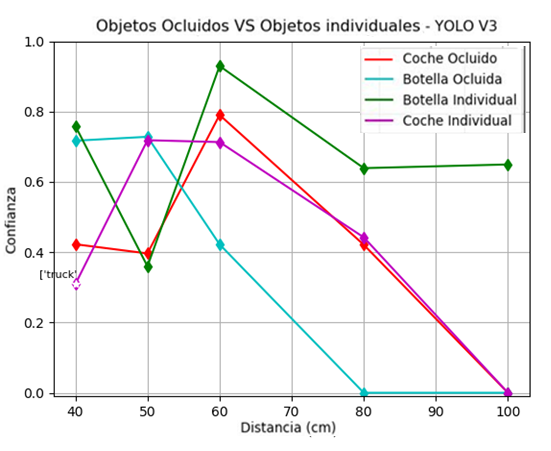 Objetos Ocluidos VS Objetos individuales - YOLO V3
1.0
Coche Ocluido
Botella Ocluida
Botella Individual
Coche Individual
0.8
0.6
Confianza
0.4
['truck'
0.2
0.0
40 50 60 70 80 90 100
Distancia (cm)